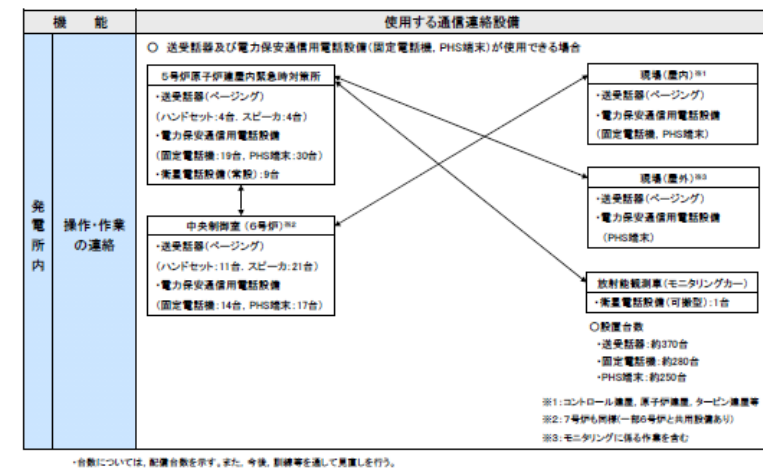 機　能
使用する通信連絡設備
発電所内
操作・作業
の連絡
○ 送受話器及び電力保安通信用電話設備(固定電話機，PHS端末)が使用できる場合
5号炉原子炉建屋内緊急時対策所
・送受話器(ページング)
(ハンドセット:4台，スピーカ:4台)
・電力保安通信用電話設備
(固定電話機:19台，PHS端末:30台)
・衛星電話設備(常設):9台
中央制御室(6号炉)※2
・送受話器(ページング)
(ハンドセット:11台，スピーカ:21台)
・電力保安通信用電話設備
(固定電話機:14台，PHS端末:17台)
現場(屋内)※1
・送受話器(ページング)
・電力保安通信用電話設備
(固定電話機，PHS端末)
現場(屋外)※3
・送受話器(ページング)
・電力保安通信用電話設備
(PHS端末)
放射能観測車(モニタリングカー)
・衛星電話設備(可搬型):1台
○設置台数
・送受話器:約370台
・固定電話機:約280台
・PHS端末:約250台
※1:コントロール建屋，原子炉建屋，タービン建屋等
※2:7号炉も同様(一部6号炉と共用設備あり)
※3:モニタリングに係る作業を含む
・台数については，配備台数を示す。また，今後，訓練等を通して見直しを行う。